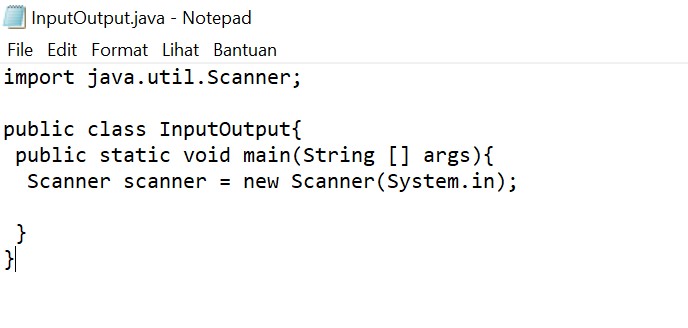 InputOutput.java - Notepad
File Edit Format Lihat Bantuan
import java.util.Scanner;
public class InputOutput{
public static void main(String [] args){
Scanner scanner = new Scanner(System.in);
}
}